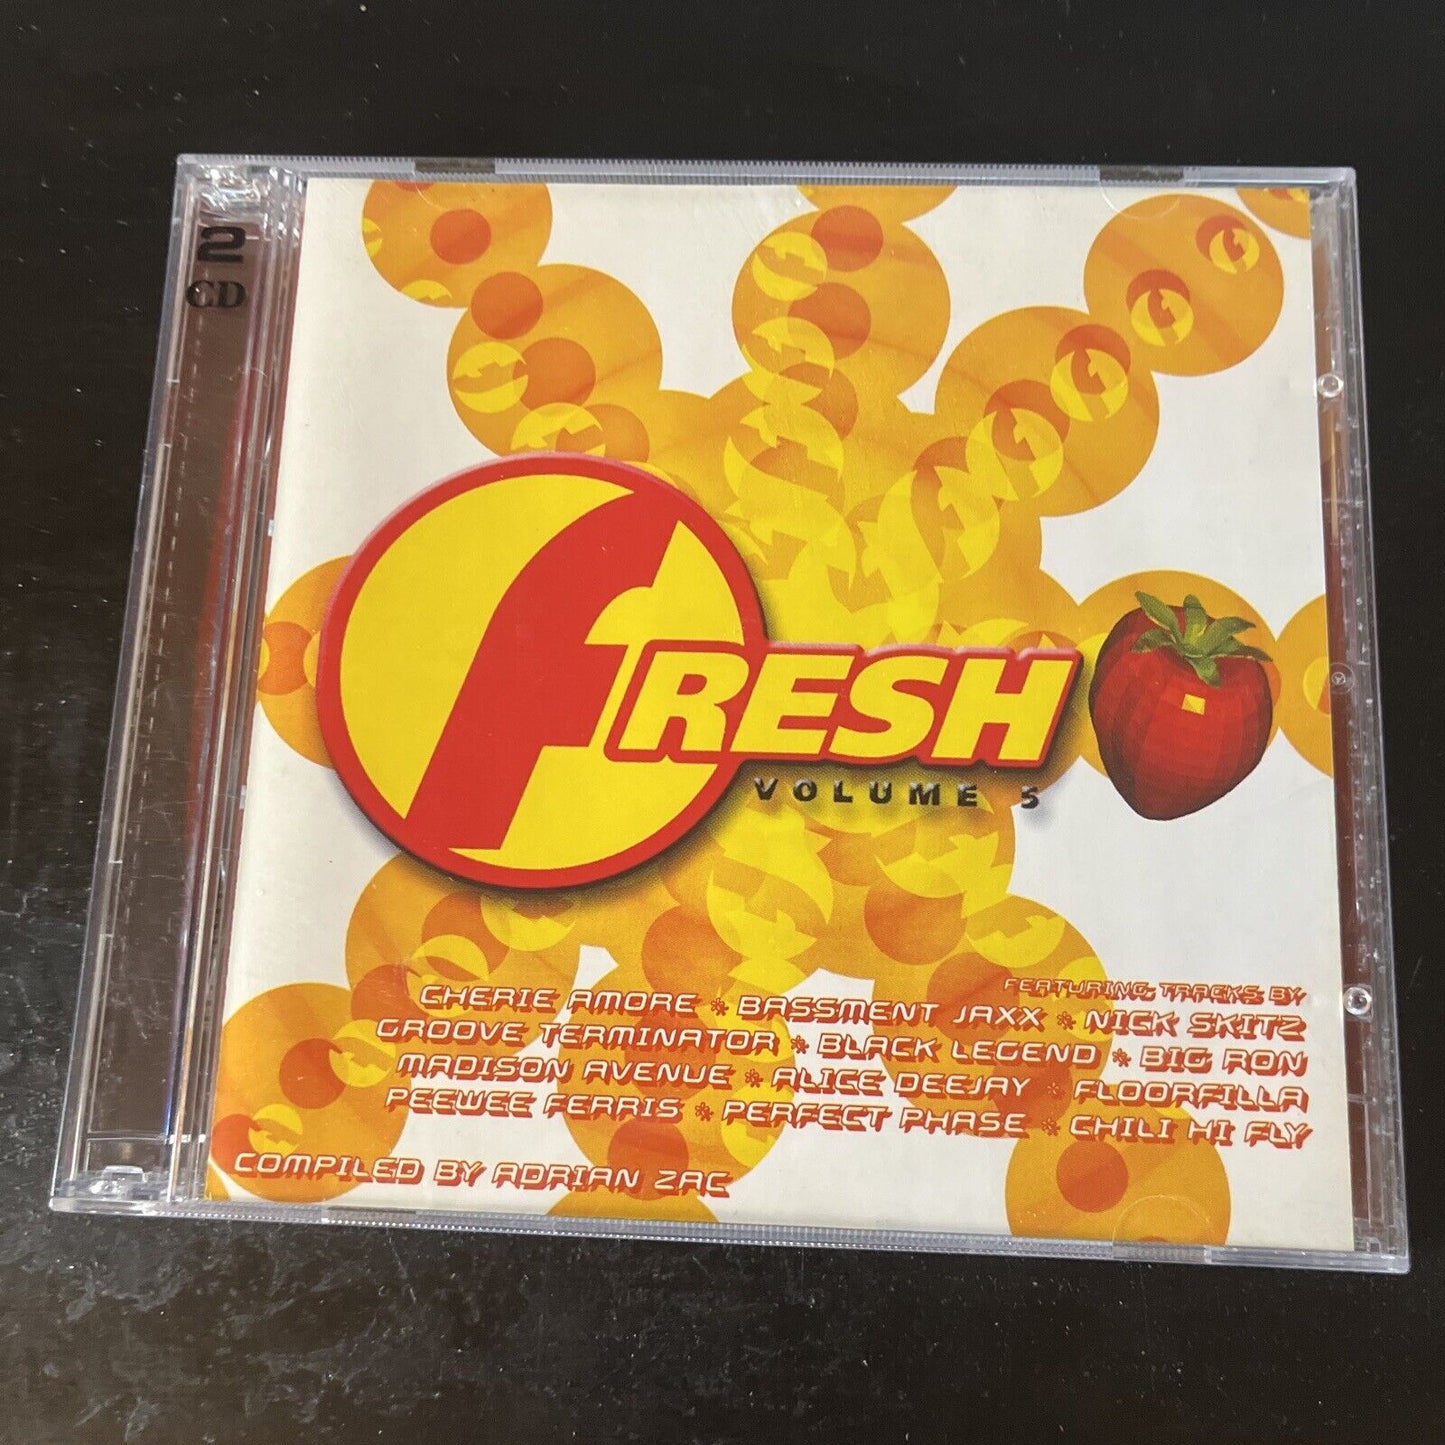 2
CD
fRESH
VOLUME 5
FEATURING TRACKS BY
CHERIE AMORE * BASSMENT JAXX * NICK SKITZ
GROOVE TERMINATOR * BLACK LEGEND * BIG RON
MADISON AVENUE * ALICE DEEJAY * FLOORFILLA
PEEWEE FERRIS * PERFECT PHASE * CHILI HI FLY
COMPILED BY ADRIAN ZAC